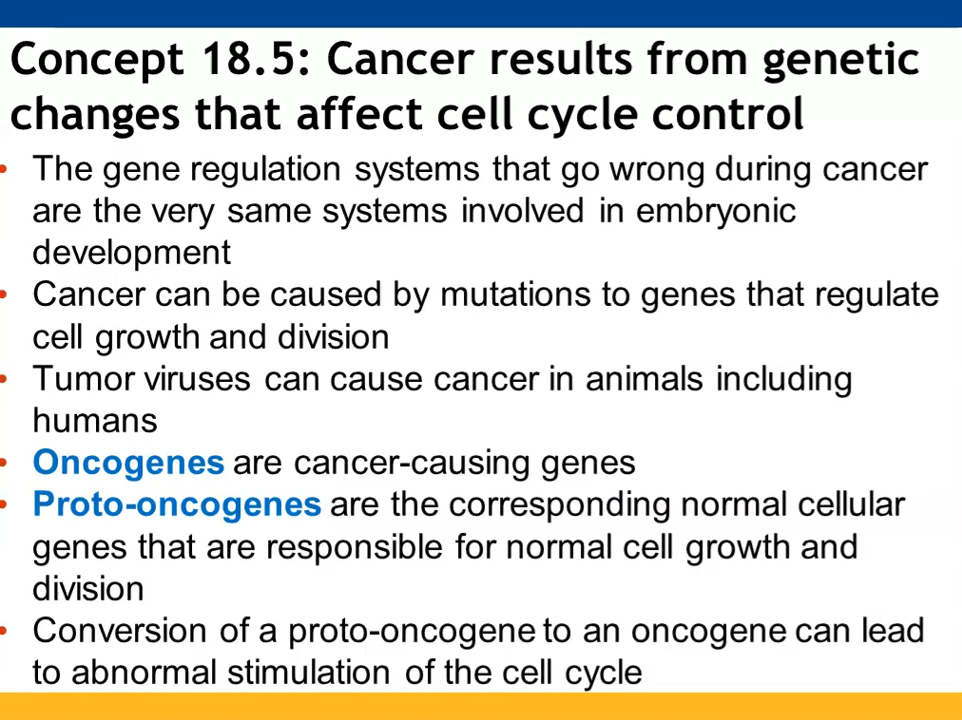 Concept 18.5: Cancer results from genetic
changes that affect cell cycle control
• The gene regulation systems that go wrong during cancer
are the very same systems involved in embryonic
development
• Cancer can be caused by mutations to genes that regulate
cell growth and division
• Tumor viruses can cause cancer in animals including
humans
• Oncogenes are cancer-causing genes
• Proto-oncogenes are the corresponding normal cellular
genes that are responsible for normal cell growth and
division
• Conversion of a proto-oncogene to an oncogene can lead
to abnormal stimulation of the cell cycle